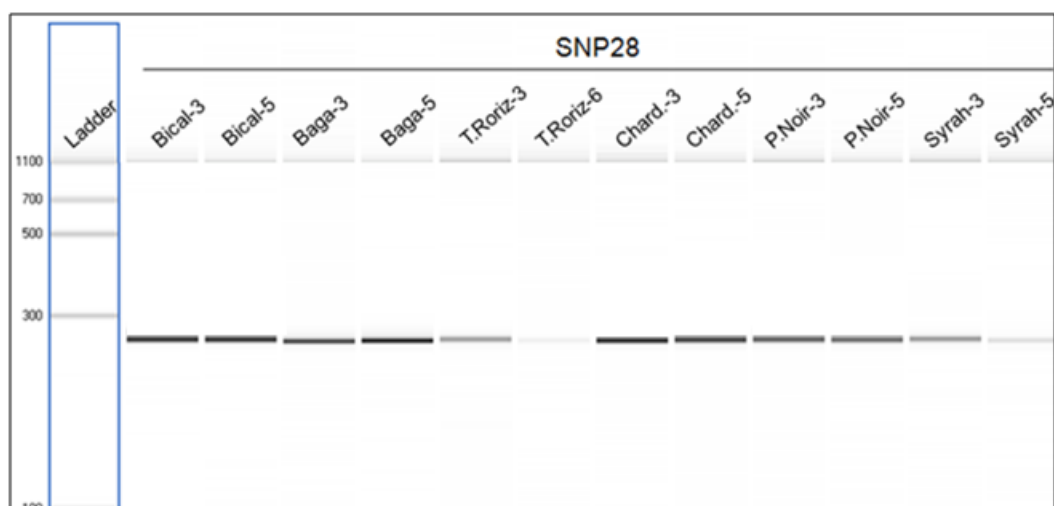 SNP28
Ladder
Bical-3
Bical-5
Baga-3
Baga-5
T.Roriz-3
T.Roriz-6
Chard.-3
Chard.-5
P.Noir-3
P.Noir-5
Syrah-3
Syrah-5
1100
700
500
300